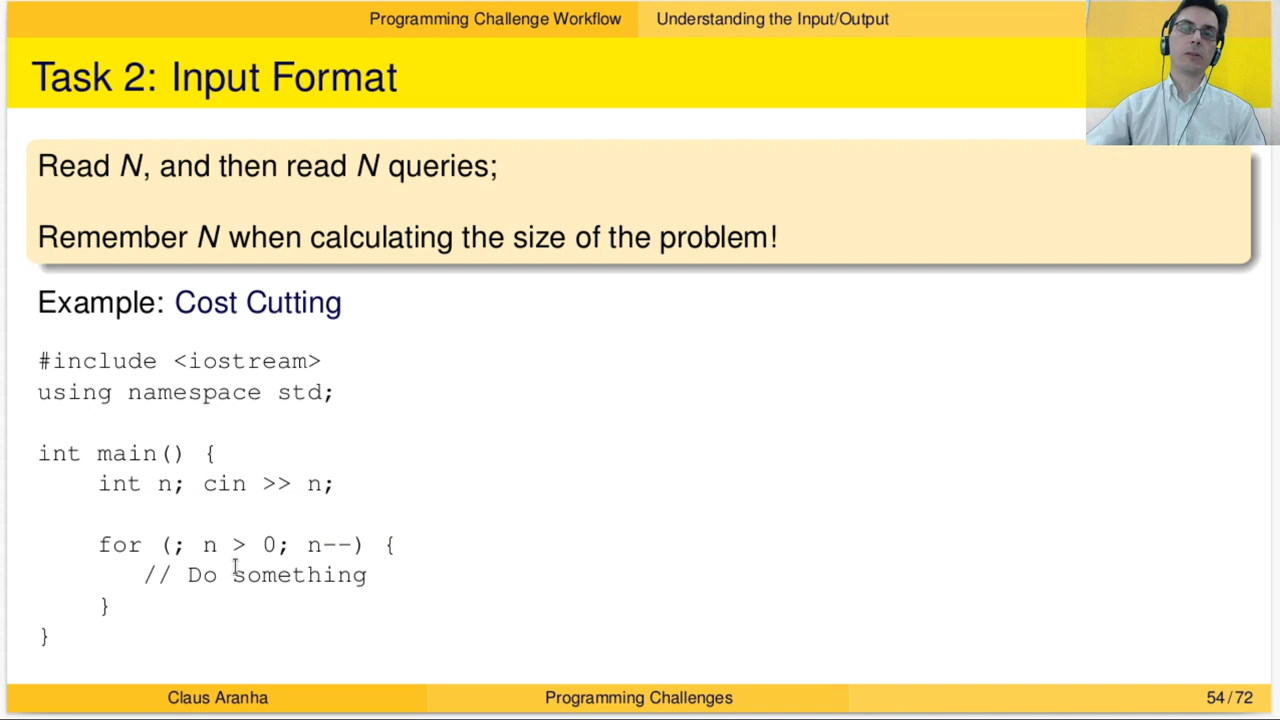 Programming Challenge Workflow Understanding the Input/Output
Task 2: Input Format
Read N, and then read N queries;
Remember N when calculating the size of the problem!
Example: Cost Cutting
#include <iostream>
using namespace std;
int main() {
int n; cin >> n;
for (; n > 0; n--) {
// Do something
}
}
Claus Aranha Programming Challenges 54/72